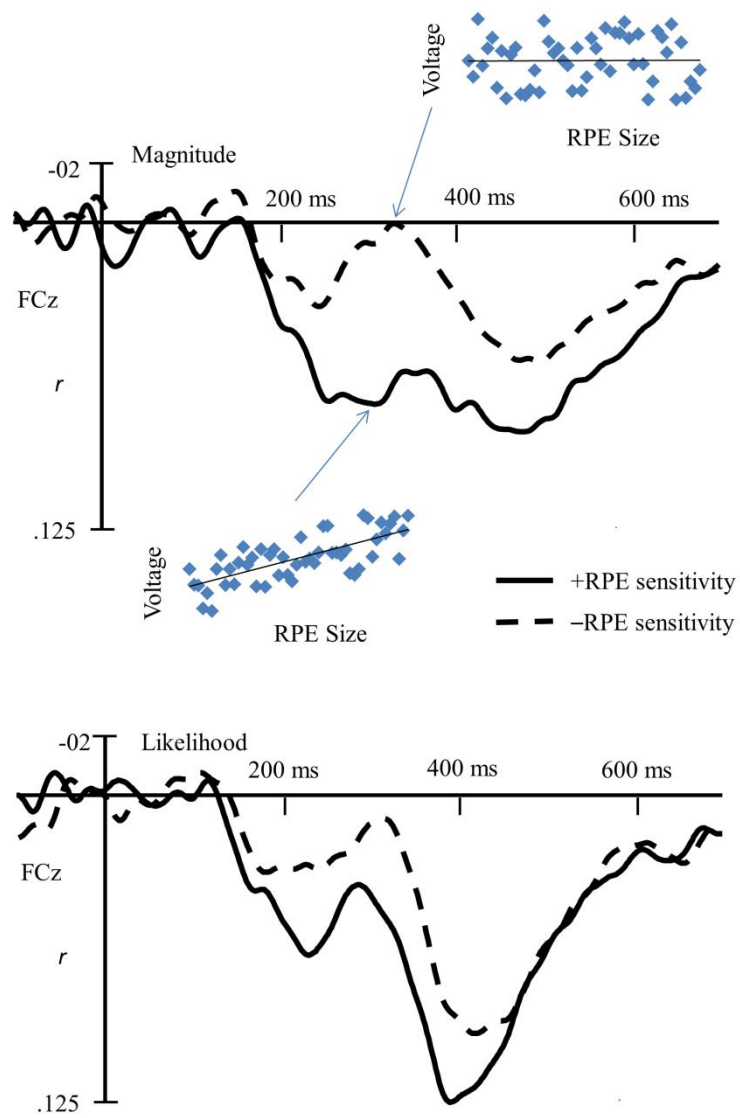 Voltage
RPE Size
-02
Magnitude
200 ms
400 ms
600 ms
FCz
r
.125
Voltage
RPE Size
+RPE sensitivity
−RPE sensitivity
-02
Likelihood
200 ms
400 ms
600 ms
FCz
r
.125